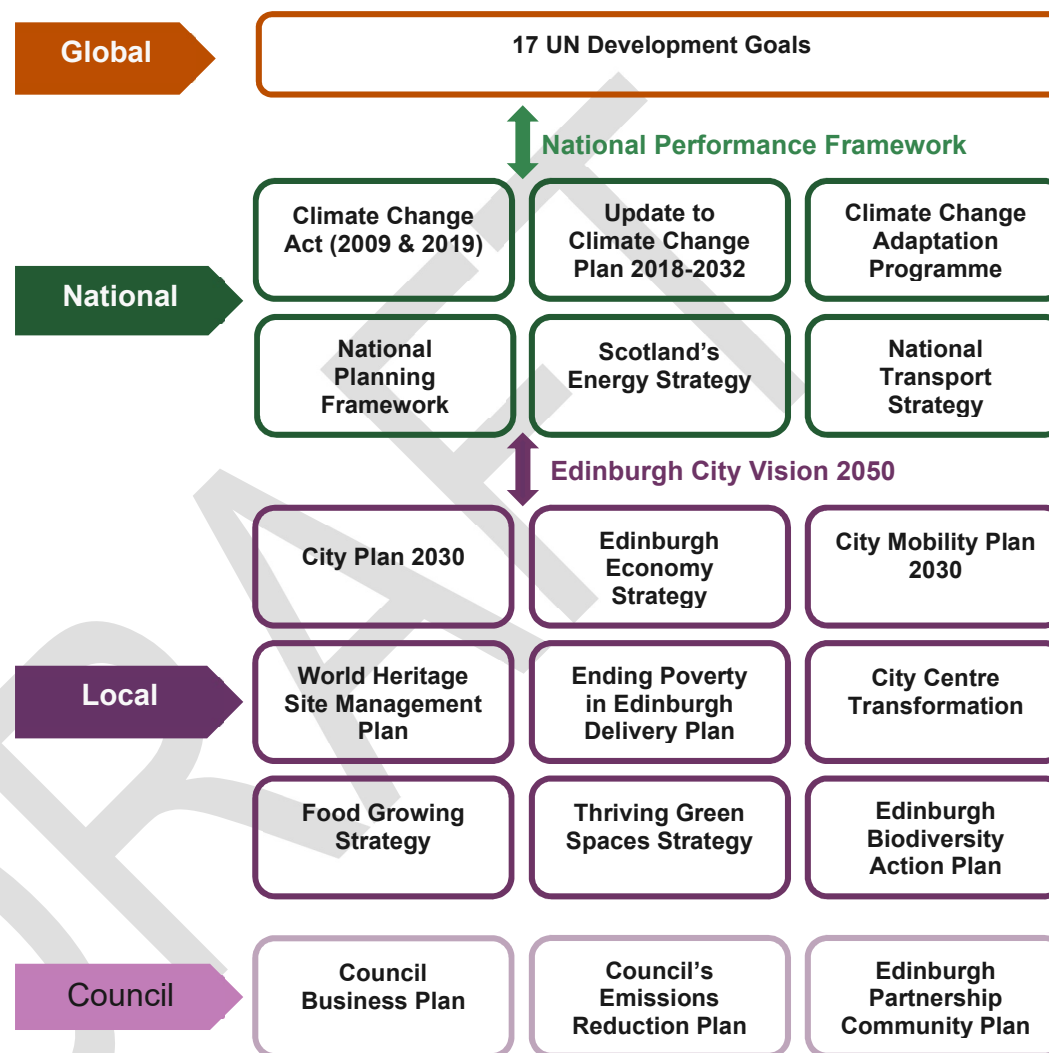 Global
17 UN Development Goals
National Performance Framework
National
Climate Change
Act (2009 & 2019)
Update to
Climate Change
Plan 2018-2032
Climate Change
Adaptation
Programme
National
Planning
Framework
Scotland's
Energy Strategy
National
Transport
Strategy
Edinburgh City Vision 2050
Local
City Plan 2030
Edinburgh
Economy
Strategy
City Mobility Plan
2030
World Heritage
Site Management
Plan
Ending Poverty
in Edinburgh
Delivery Plan
City Centre
Transformation
Food Growing
Strategy
Thriving Green
Spaces Strategy
Edinburgh
Biodiversity
Action Plan
Council
Council
Business Plan
Council's
Emissions
Reduction Plan
Edinburgh
Partnership
Community Plan
DRAFT